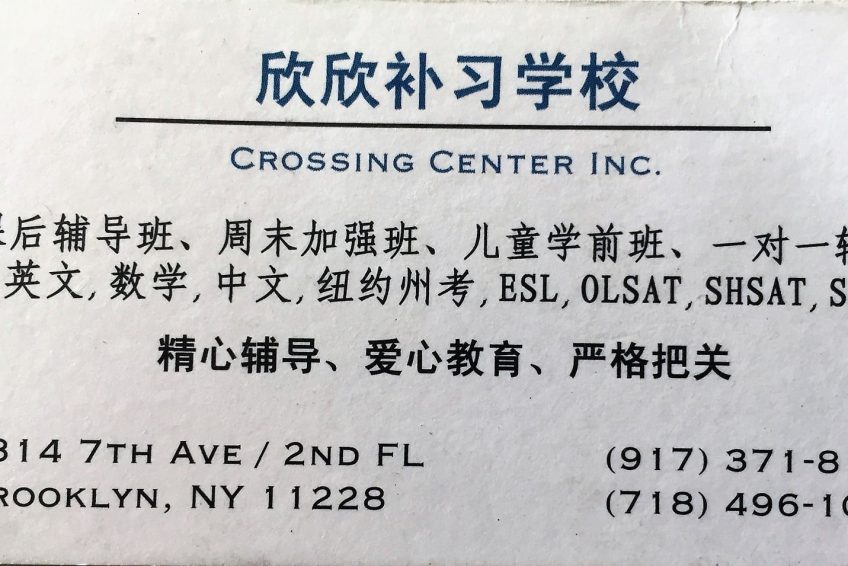 欣欣补习学校
CROSSING CENTER INC.
后辅导班、周末加强班、儿童学前班、一对一
英文,数学,中文,纽约州考,ESL,OLSAT,SHSAT,S
精心辅导、爱心教育、严格把关
314 7TH AVE / 2ND FL
(917) 371-8
ROOKLYN, NY 11228
(718) 496-10